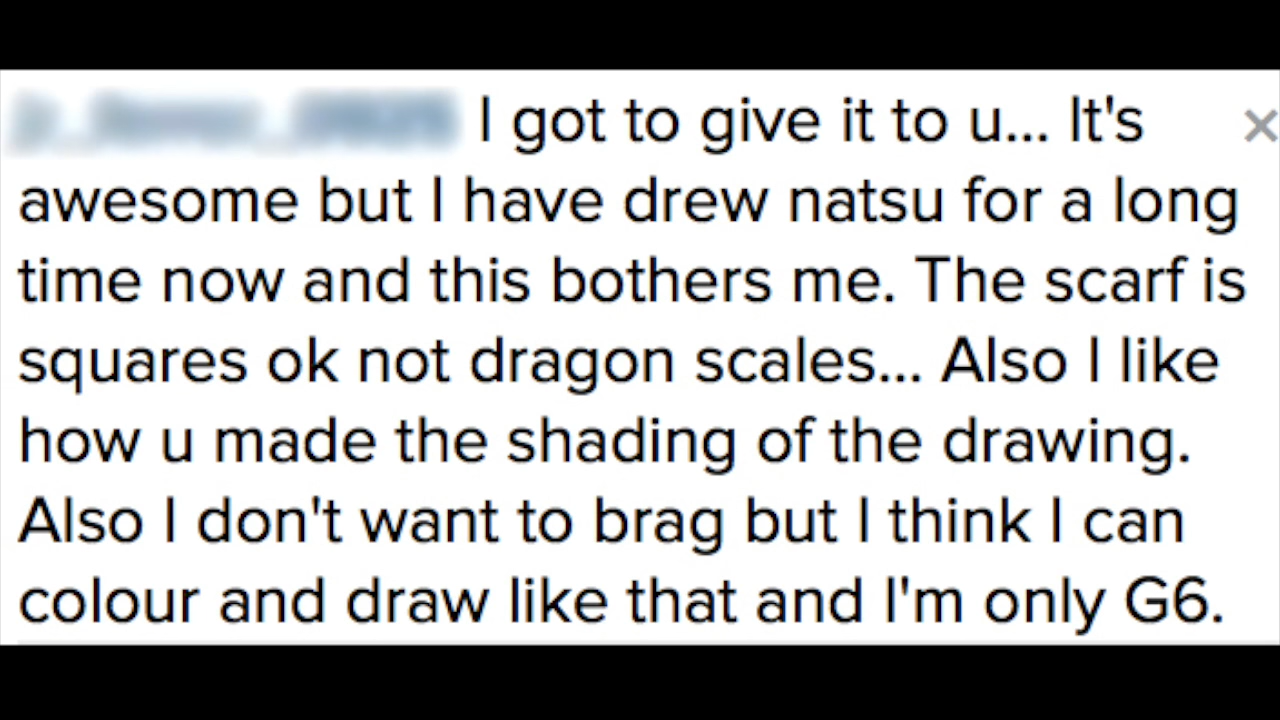 I got to give it to u... It's
awesome but I have drew natsu for a long
time now and this bothers me. The scarf is
squares ok not dragon scales... Also I like
how u made the shading of the drawing.
Also I don't want to brag but I think I can
colour and draw like that and I'm only G6.